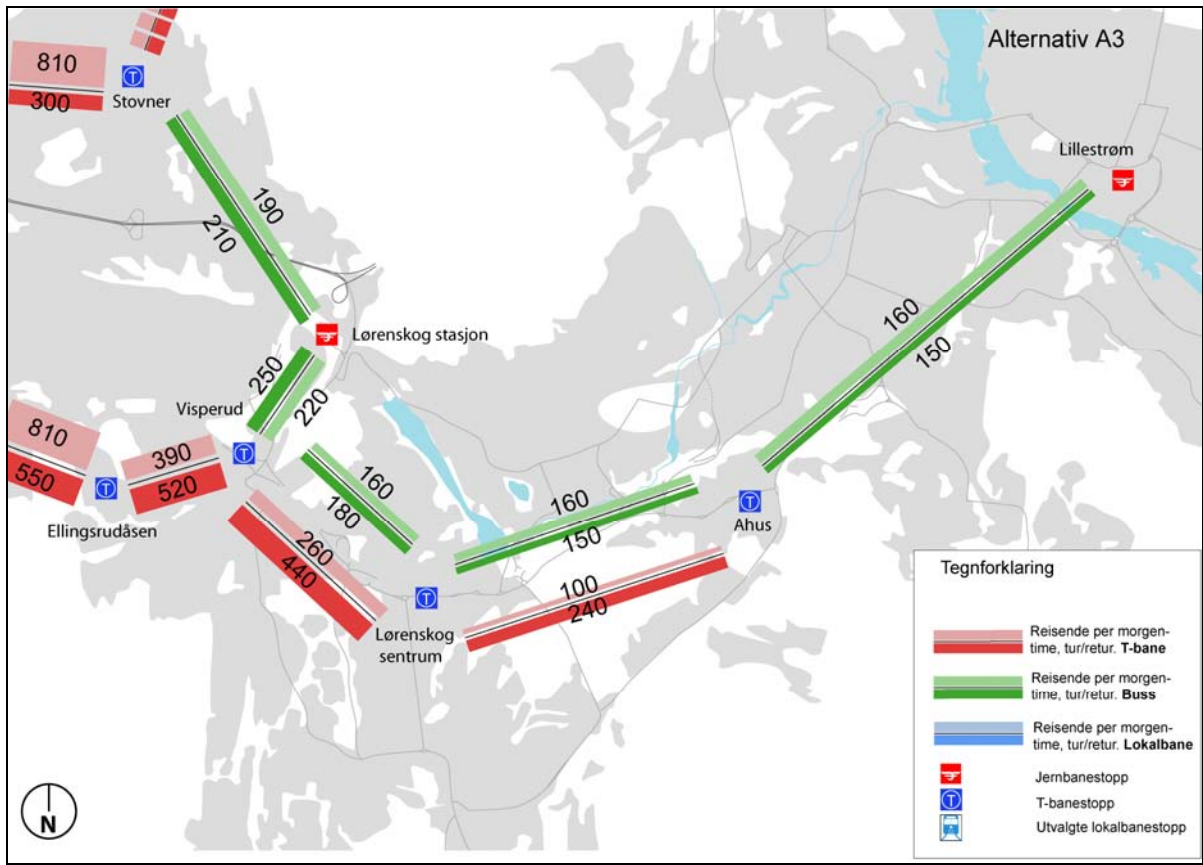 Alternativ A3
810
300
Stovner
Lillestrøm
190
210
Lørenskog stasjon
160
150
250
220
Visperud
810
550
390
520
Ellingsrudåsen
160
180
260
440
160
150
Ahus
100
240
Lørenskog
sentrum
N
Tegnforklaring
Reisende per morgen-
time, tur/retur. T-bane
Reisende per morgen-
time, tur/retur. Buss
Reisende per morgen-
time, tur/retur. Lokalbane
Jernbanestopp
T-banestopp
Utvalgte lokalbanestopp